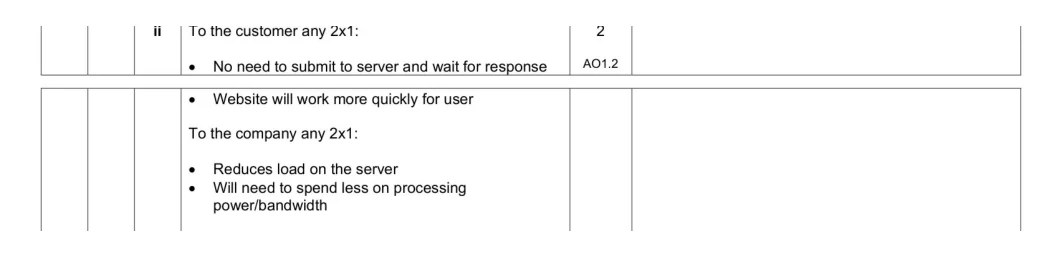 ii To the customer any 2x1: 2
• No need to submit to server and wait for response AO1.2
• Website will work more quickly for user
To the company any 2x1:
• Reduces load on the server
• Will need to spend less on processing
power/bandwidth